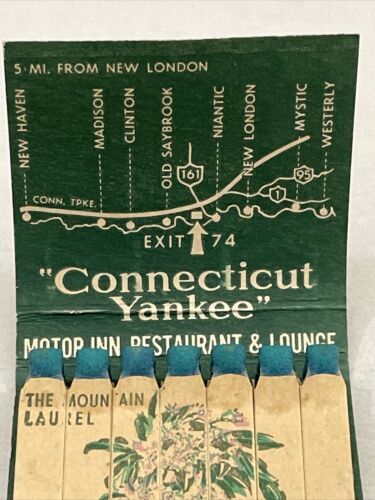 5 MI. FROM NEW LONDON
NEW HAVEN
MADISON
CLINTON
OLD SAYBROOK
NIANTIC
NEW LONDON
MYSTIC
WESTERLY
161
95
1
CONN. TPKE.
EXIT 74
"Connecticut
Yankee"
MOTOR INN, RESTAURANT & LOUNGE
THE MOUNTAIN
LAUREL